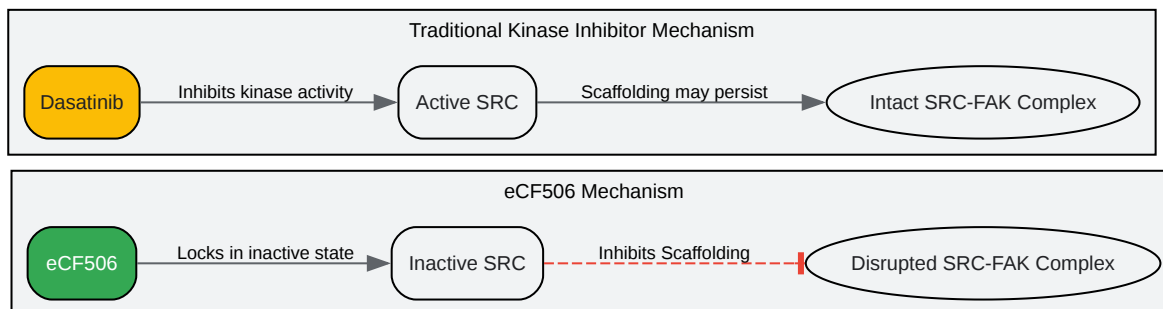 Traditional Kinase Inhibitor Mechanism
Dasatinib
Inhibits kinase activity
Active SRC
Scaffolding may persist
Intact SRC-FAK Complex
eCF506 Mechanism
eCF506
Locks in inactive state
Inactive SRC
Inhibits Scaffolding
Disrupted SRC-FAK Complex